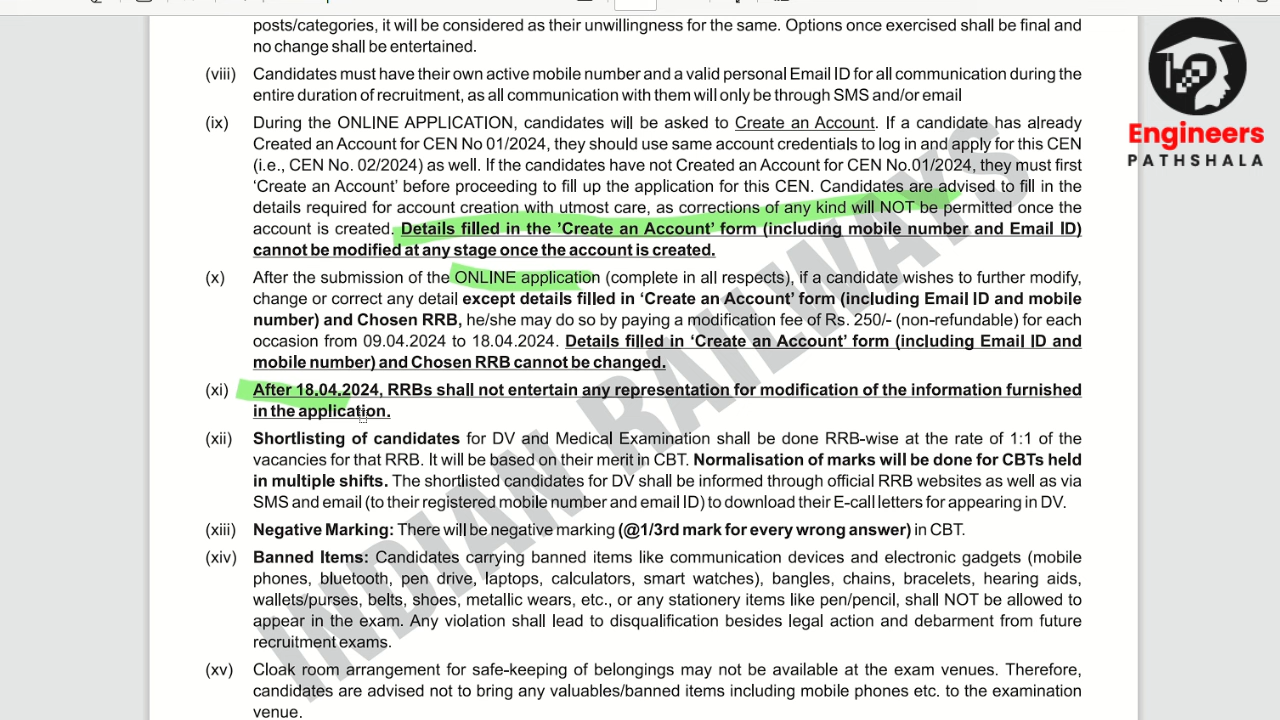 posts/categories, it will be considered as their unwillingness for the same. Options once exercised shall be final and
no change shall be entertained.
(viii) Candidates must have their own active mobile number and a valid personal Email ID for all communication during the
entire duration of recruitment, as all communication with them will only be through SMS and/or email
(ix) During the ONLINE APPLICATION, candidates will be asked to Create an Account. If a candidate has already
Created an Account for CEN No 01/2024, they should use same account credentials to log in and apply for this CEN
(i.e., CEN No. 02/2024) as well. If the candidates have not Created an Account for CEN No.01/2024, they must first
‘Create an Account’ before proceeding to fill up the application for this CEN. Candidates are advised to fill in the
details required for account creation with utmost care, as corrections of any kind will NOT be permitted once the
account is created. Details filled in the ’Create an Account’ form (including mobile number and Email ID)
cannot be modified at any stage once the account is created.
(x) After the submission of the ONLINE application (complete in all respects), if a candidate wishes to further modify,
change or correct any detail except details filled in ‘Create an Account’ form (including Email ID and mobile
number) and Chosen RRB, he/she may do so by paying a modification fee of Rs. 250/- (non-refundable) for each
occasion from 09.04.2024 to 18.04.2024. Details filled in ‘Create an Account’ form (including Email ID and
mobile number) and Chosen RRB cannot be changed.
(xi) After 18.04.2024, RRBs shall not entertain any representation for modification of the information furnished
in the application.
(xii) Shortlisting of candidates for DV and Medical Examination shall be done RRB-wise at the rate of 1:1 of the
vacancies for that RRB. It will be based on their merit in CBT. Normalisation of marks will be done for CBTs held
in multiple shifts. The shortlisted candidates for DV shall be informed through official RRB websites as well as via
SMS and email (to their registered mobile number and email ID) to download their E-call letters for appearing in DV.
(xiii) Negative Marking: There will be negative marking (@1/3rd mark for every wrong answer) in CBT.
(xiv) Banned Items: Candidates carrying banned items like communication devices and electronic gadgets (mobile
phones, bluetooth, pen drive, laptops, calculators, smart watches), bangles, chains, bracelets, hearing aids,
wallets/purses, belts, shoes, metallic wears, etc., or any stationery items like pen/pencil, shall NOT be allowed to
appear in the exam. Any violation shall lead to disqualification besides legal action and debarment from future
recruitment exams.
(xv) Cloak room arrangement for safe-keeping of belongings may not be available at the exam venues. Therefore,
candidates are advised not to bring any valuables/banned items including mobile phones etc. to the examination
venue.
INDIAN RAILWAYS
Engineers
PATHSHALA